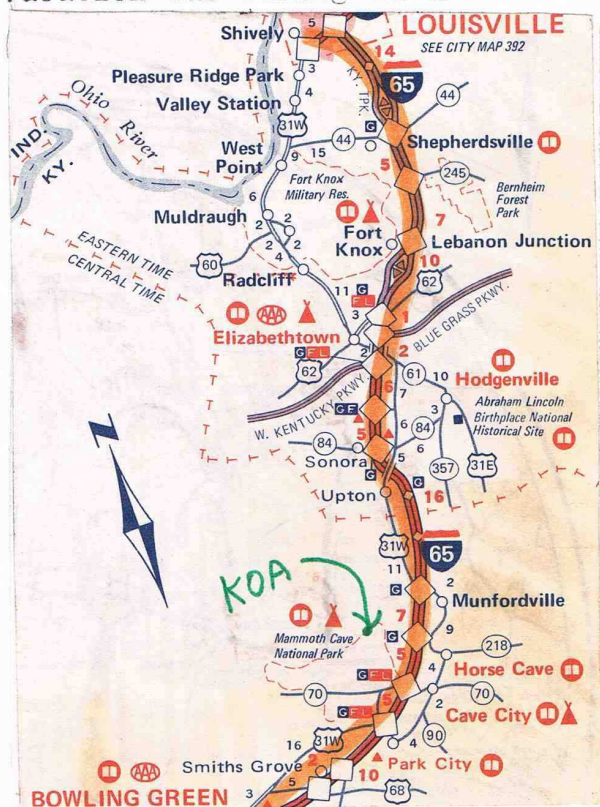 LOUISVILLE
SEE CITY MAP 392
Shively
5
14
Pleasure Ridge Park
3
KY. TPK.
65
Valley Station
4
44
Ohio River
31W
G
IND.
KY.
West Point
44
9
15
Shepherdsville
5
245
Fort Knox Military Res.
Bernheim Forest Park
6
Muldraugh
2
2
2
2
4
Fort Knox
7
Lebanon Junction
10
60
EASTERN TIME
CENTRAL TIME
Radcliff
62
11
G
F L
3
1
AAA
Elizabethtown
BLUE GRASS PKWY.
G F L
2
2
62
61
10
Hodgenville
6
7
W. KENTUCKY PKWY.
3
Abraham Lincoln Birthplace National Historical Site
G F
5
6
84
6
84
Sonora
5
357
31E
G
G
Upton
16
31W
65
11
KOA
G
2
Munfordville
7
9
Mammoth Cave National Park
G
5
218
4
Horse Cave
G F L
70
5
70
2
Cave City
G F L
90
4
16
31W
Park City
2
Smiths Grove
AAA
10
3
5
68
BOWLING GREEN
N